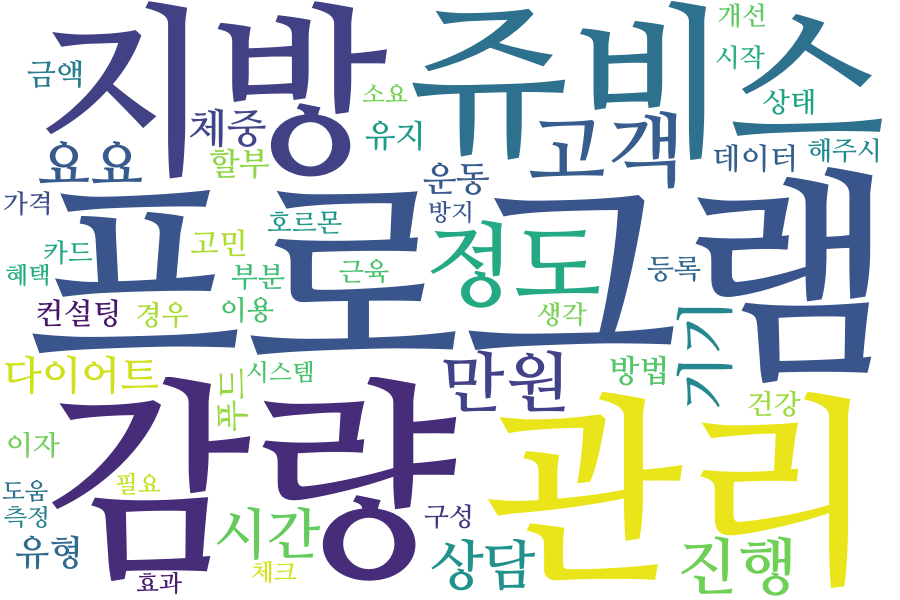 지방
쥬비스
개선
시작
금액
소요
상태
체중
유지
고객
요요
할부
운동
데이터
해주시
가격
프로그램
호르몬
방지
카드
고민
정도
혜택
부분
근육
등록
컨설팅
경우
이용
생각
기기
다이어트
푸드
시스템
만원
방법
건강
감량
관리
이자
필요
도움
측정
시간
구성
유형
상담
진행
효과
체크